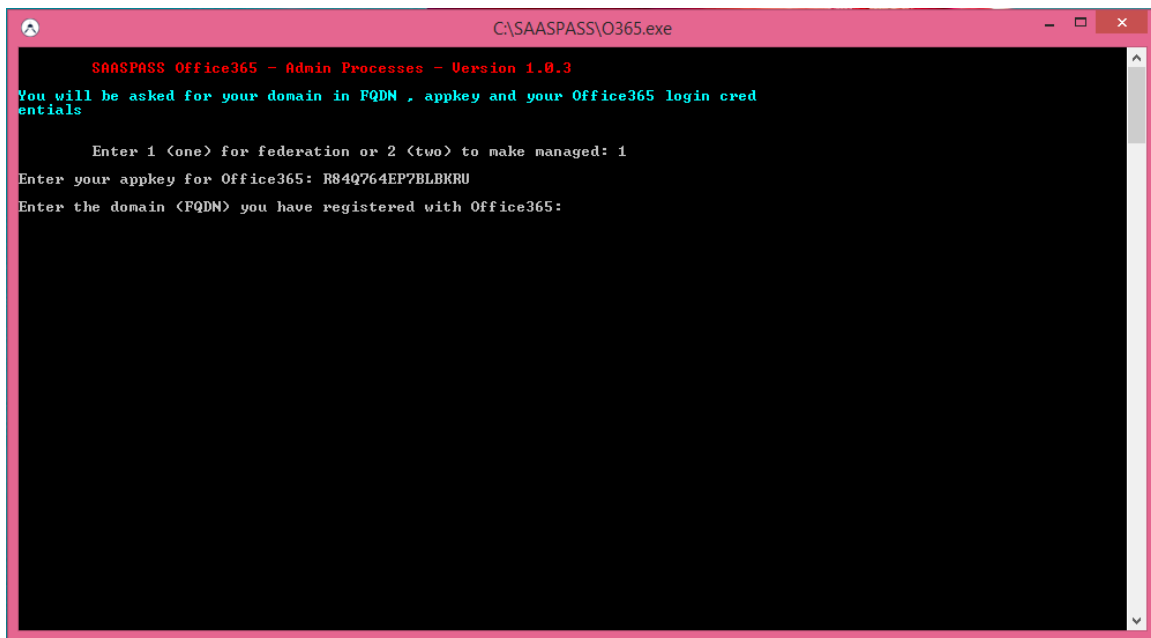 C:\SAASPASS\O365.exe
SAASPASS Office365 - Admin Processes - Version 1.0.3
You will be asked for your domain in FQDN , appkey and your Office365 login cred
entials
Enter 1 (one) for federation or 2 (two) to make managed: 1
Enter your appkey for Office365: R84Q764EP7BLBKRU
Enter the domain (FQDN) you have registered with Office365: